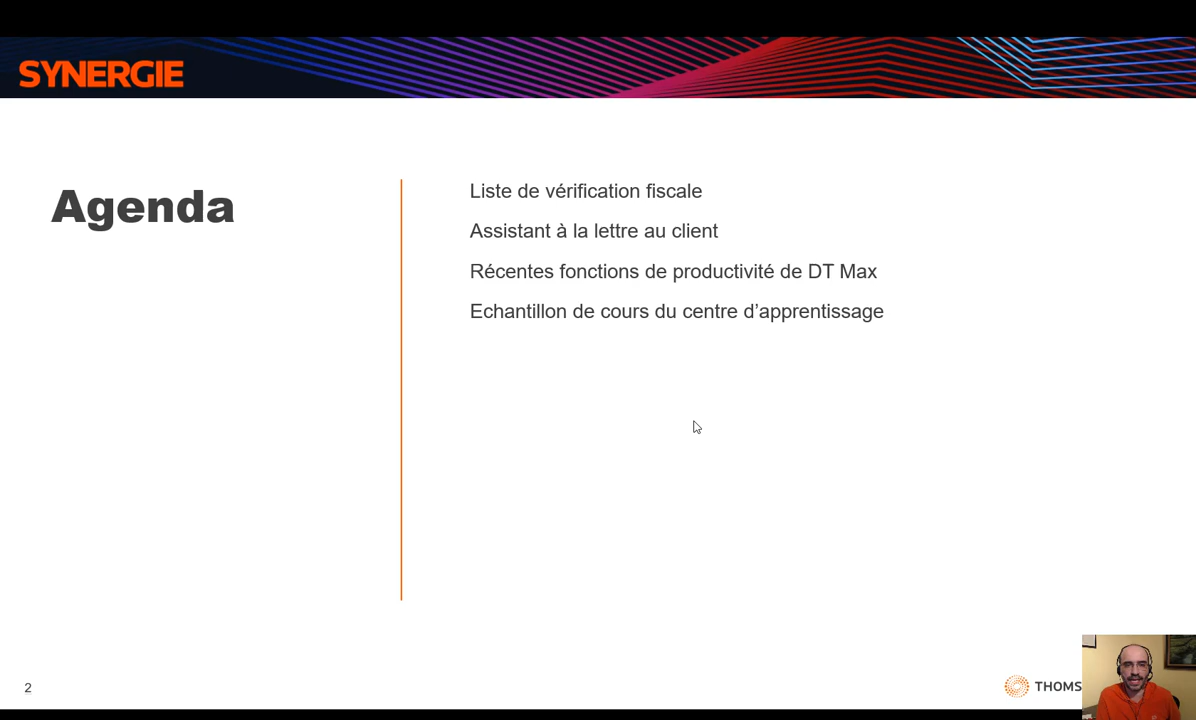 SYNERGIE
Agenda
Liste de vérification fiscale
Assistant à la lettre au client
Récentes fonctions de productivité de DT Max
Echantillon de cours du centre d’apprentissage
2
THOMS